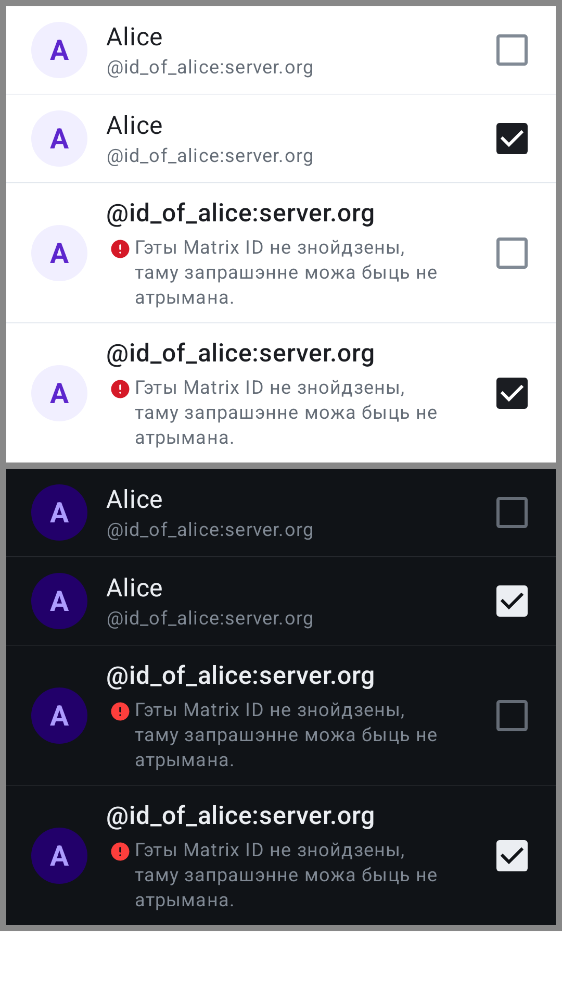 A
Alice
@id_of_alice:server.org
A
Alice
@id_of_alice:server.org
@id_of_alice:server.org
A
Гэты Matrix ID не знойдзены,
таму запрашэнне можа быць не
атрымана.
@id_of_alice:server.org
A
Гэты Matrix ID не знойдзены,
таму запрашэнне можа быць не
атрымана.
A
Alice
@id_of_alice:server.org
A
Alice
@id_of_alice:server.org
@id_of_alice:server.org
A
Гэты Matrix ID не знойдзены,
таму запрашэнне можа быць не
атрымана.
@id_of_alice:server.org
A
Гэты Matrix ID не знойдзены,
таму запрашэнне можа быць не
атрымана.